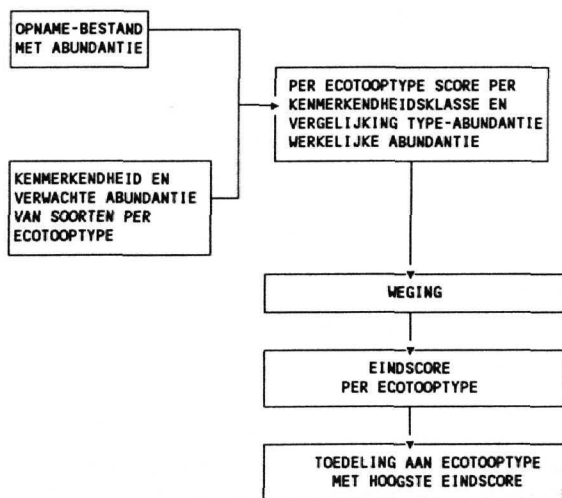 OPNAME-BESTAND
MET ABUNDANTIE
PER ECOTOOPTYPE SCORE PER
KENMERKENDHEIDSKLASSE EN
VERGELIJKING TYPE-ABUNDANTIE
WERKELIJKE ABUNDANTIE
KENMERKENDHEID EN
VERWACHTE ABUNDANTIE
VAN SOORTEN PER
ECOTOOPTYPE
WEGING
EINDSCORE
PER ECOTOOPTYPE
TOEDELING AAN ECOTOOPTYPE
MET HOOGSTE EINDSCORE